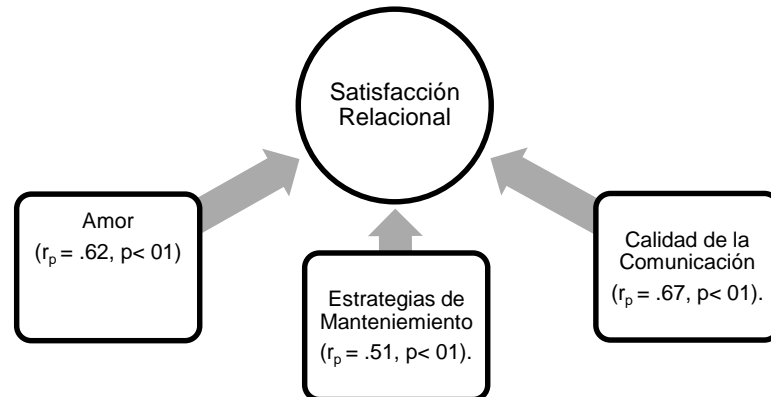 Satisfacción
Relacional
Amor
(rp = .62, p< 01)
Estrategias de
Manteniemiento
(rp = .51, p< 01).
Calidad de la
Comunicación
(rp = .67, p< 01).